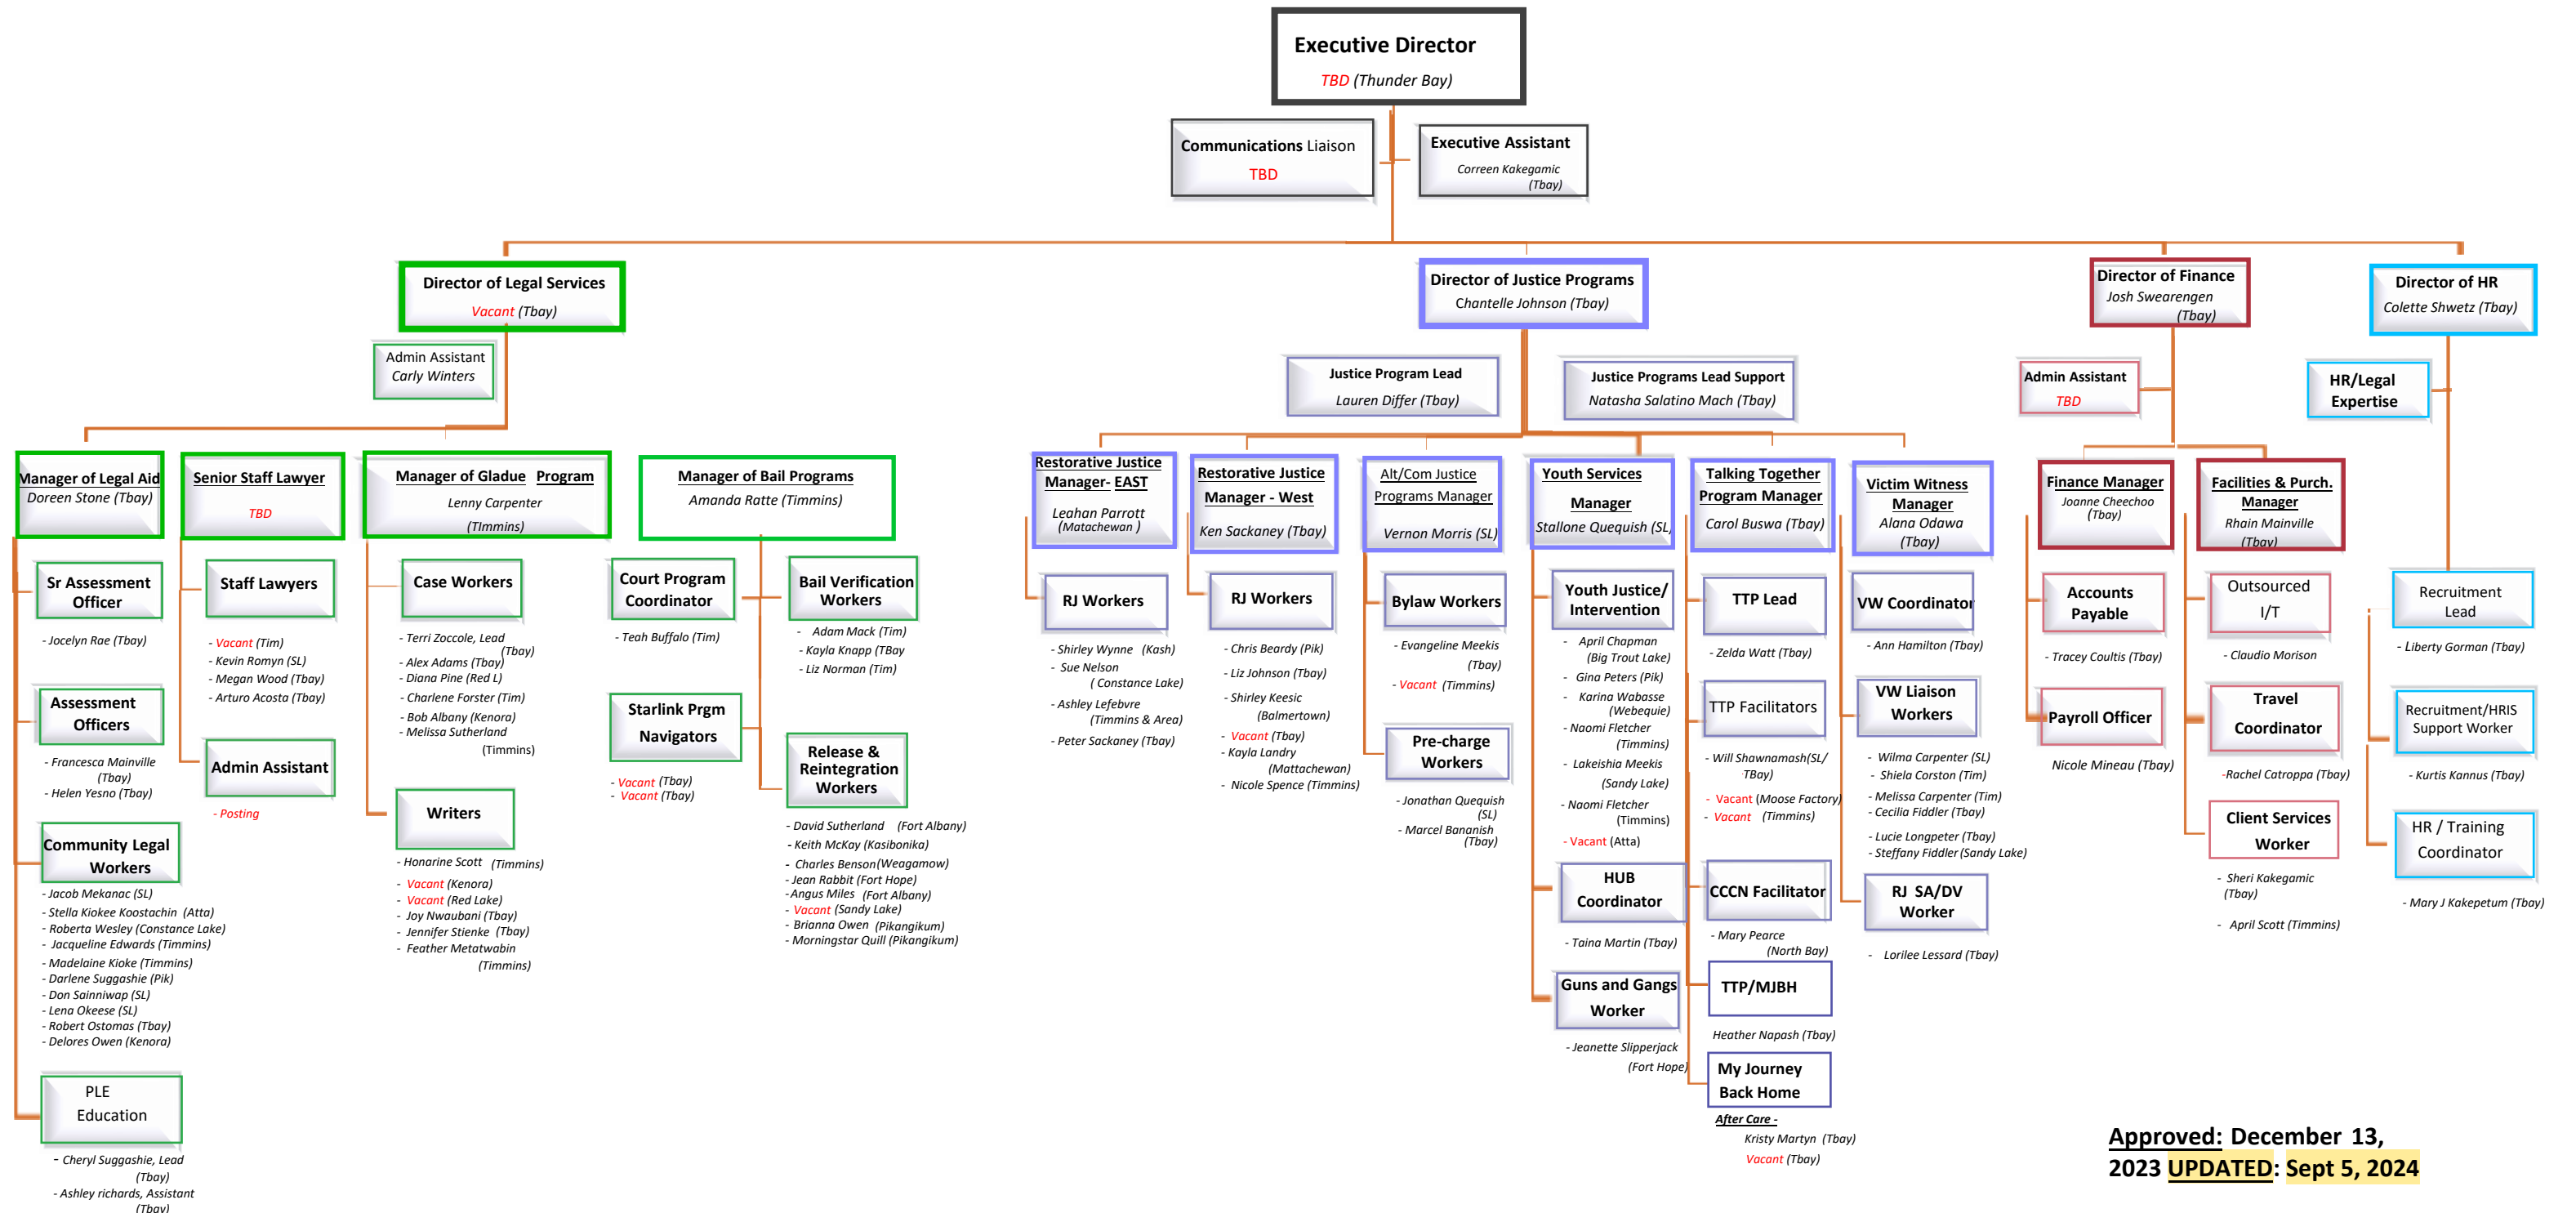 Executive Director
TBD (Thunder Bay)
Communications Liaison
TBD
Executive Assistant
Correen Kakegamic
(Tbay)
Director of Legal Services
Vacant (Tbay)
Admin Assistant
Carly Winters
Director of Justice Programs
Chantelle Johnson (Tbay)
Justice Program Lead
Lauren Differ (Tbay)
Justice Programs Lead Support
Natasha Salatino Mach (Tbay)
Director of Finance
Josh Swearengen
(Tbay)
Admin Assistant
TBD
Director of HR
Colette Shwetz (Tbay)
HR/Legal
Expertise
Manager of Legal Aid
Doreen Stone (Tbay)
Sr Assessment
Officer
- Jocelyn Rae (Tbay)
Assessment
Officers
- Francesca Mainville
(Tbay)
- Helen Yesno (Tbay)
Community Legal
Workers
- Jacob Mekanac (SL)
- Stella Kiokee Koostachin (Atta)
- Roberta Wesley (Constance Lake)
- Jacqueline Edwards (Timmins)
- Madelaine Kioke (Timmins)
- Darlene Suggashie (Pik)
- Don Sainniwap (SL)
- Lena Okeese (SL)
- Robert Ostomas (Tbay)
- Delores Owen (Kenora)
PLE
Education
- Cheryl Suggashie, Lead
(Tbay)
- Ashley richards, Assistant
(Tbay)
Senior Staff Lawyer
TBD
Staff Lawyers
- Vacant (Tim)
- Kevin Romyn (SL)
- Megan Wood (Tbay)
- Arturo Acosta (Tbay)
Admin Assistant
- Posting
Manager of Gladue Program
Lenny Carpenter
(TImmins)
Case Workers
- Terri Zoccole, Lead
(Tbay)
- Alex Adams (Tbay)
- Diana Pine (Red L)
- Charlene Forster (Tim)
- Bob Albany (Kenora)
- Melissa Sutherland
(Timmins)
Writers
- Honarine Scott (Timmins)
- Vacant (Kenora)
- Vacant (Red Lake)
- Joy Nwaubani (Tbay)
- Jennifer Stienke (Tbay)
- Feather Metatwabin
(Timmins)
Manager of Bail Programs
Amanda Ratte (Timmins)
Court Program
Coordinator
- Teah Buffalo (Tim)
Starlink Prgm
Navigators
- Vacant (Tbay)
- Vacant (Tbay)
Bail Verification
Workers
- Adam Mack (Tim)
- Kayla Knapp (TBay
- Liz Norman (Tim)
Release &
Reintegration
Workers
- David Sutherland (Fort Albany)
- Keith McKay (Kasibonika)
- Charles Benson(Weagamow)
- Jean Rabbit (Fort Hope)
-Angus Miles (Fort Albany)
- Vacant (Sandy Lake)
- Brianna Owen (Pikangikum)
- Morningstar Quill (Pikangikum)
Restorative Justice
Manager- EAST
Leahan Parrott
(Matachewan )
RJ Workers
- Shirley Wynne (Kash)
- Sue Nelson
( Constance Lake)
- Ashley Lefebvre
(Timmins & Area)
- Peter Sackaney (Tbay)
Restorative Justice
Manager - West
Ken Sackaney (Tbay)
RJ Workers
- Chris Beardy (Pik)
- Liz Johnson (Tbay)
- Shirley Keesic
(Balmertown)
- Vacant (Tbay)
- Kayla Landry
(Mattachewan)
- Nicole Spence (Timmins)
Alt/Com Justice
Programs Manager
Vernon Morris (SL)
Bylaw Workers
- Evangeline Meekis
(Tbay)
- Vacant (Timmins)
Pre-charge
Workers
- Jonathan Quequish
(SL)
- Marcel Bananish
(Tbay)
Youth Services
Manager
Stallone Quequish (SL)
Youth Justice/
Intervention
- April Chapman
(Big Trout Lake)
- Gina Peters (Pik)
- Karina Wabasse
(Webequie)
- Naomi Fletcher
(Timmins)
- Lakeishia Meekis
(Sandy Lake)
- Naomi Fletcher
(Timmins)
- Vacant (Atta)
HUB
Coordinator
- Taina Martin (Tbay)
Guns and Gangs
Worker
- Jeanette Slipperjack
(Fort Hope)
Talking Together
Program Manager
Carol Buswa (Tbay)
TTP Lead
- Zelda Watt (Tbay)
TTP Facilitators
- Will Shawnamash(SL/
TBay)
- Vacant (Moose Factory)
- Vacant (Timmins)
CCCN Facilitator
- Mary Pearce
(North Bay)
TTP/MJBH
Heather Napash (Tbay)
My Journey
Back Home
After Care -
Kristy Martyn (Tbay)
Vacant (Tbay)
Victim Witness
Manager
Alana Odawa
(Tbay)
VW Coordinator
- Ann Hamilton (Tbay)
VW Liaison
Workers
- Wilma Carpenter (SL)
- Shiela Corston (Tim)
- Melissa Carpenter (Tim)
- Cecilia Fiddler (Tbay)
- Lucie Longpeter (Tbay)
- Steffany Fiddler (Sandy Lake)
RJ SA/DV
Worker
- Lorilee Lessard (Tbay)
Finance Manager
Joanne Cheechoo
(Tbay)
Accounts
Payable
- Tracey Coultis (Tbay)
Payroll Officer
Nicole Mineau (Tbay)
Facilities & Purch.
Manager
Rhain Mainville
(Tbay)
Outsourced
I/T
- Claudio Morison
Travel
Coordinator
-Rachel Catroppa (Tbay)
Client Services
Worker
- Sheri Kakegamic
(Tbay)
- April Scott (Timmins)
Recruitment
Lead
- Liberty Gorman (Tbay)
Recruitment/HRIS
Support Worker
- Kurtis Kannus (Tbay)
HR / Training
Coordinator
- Mary J Kakepetum (Tbay)
Approved: December 13,
2023 UPDATED: Sept 5, 2024